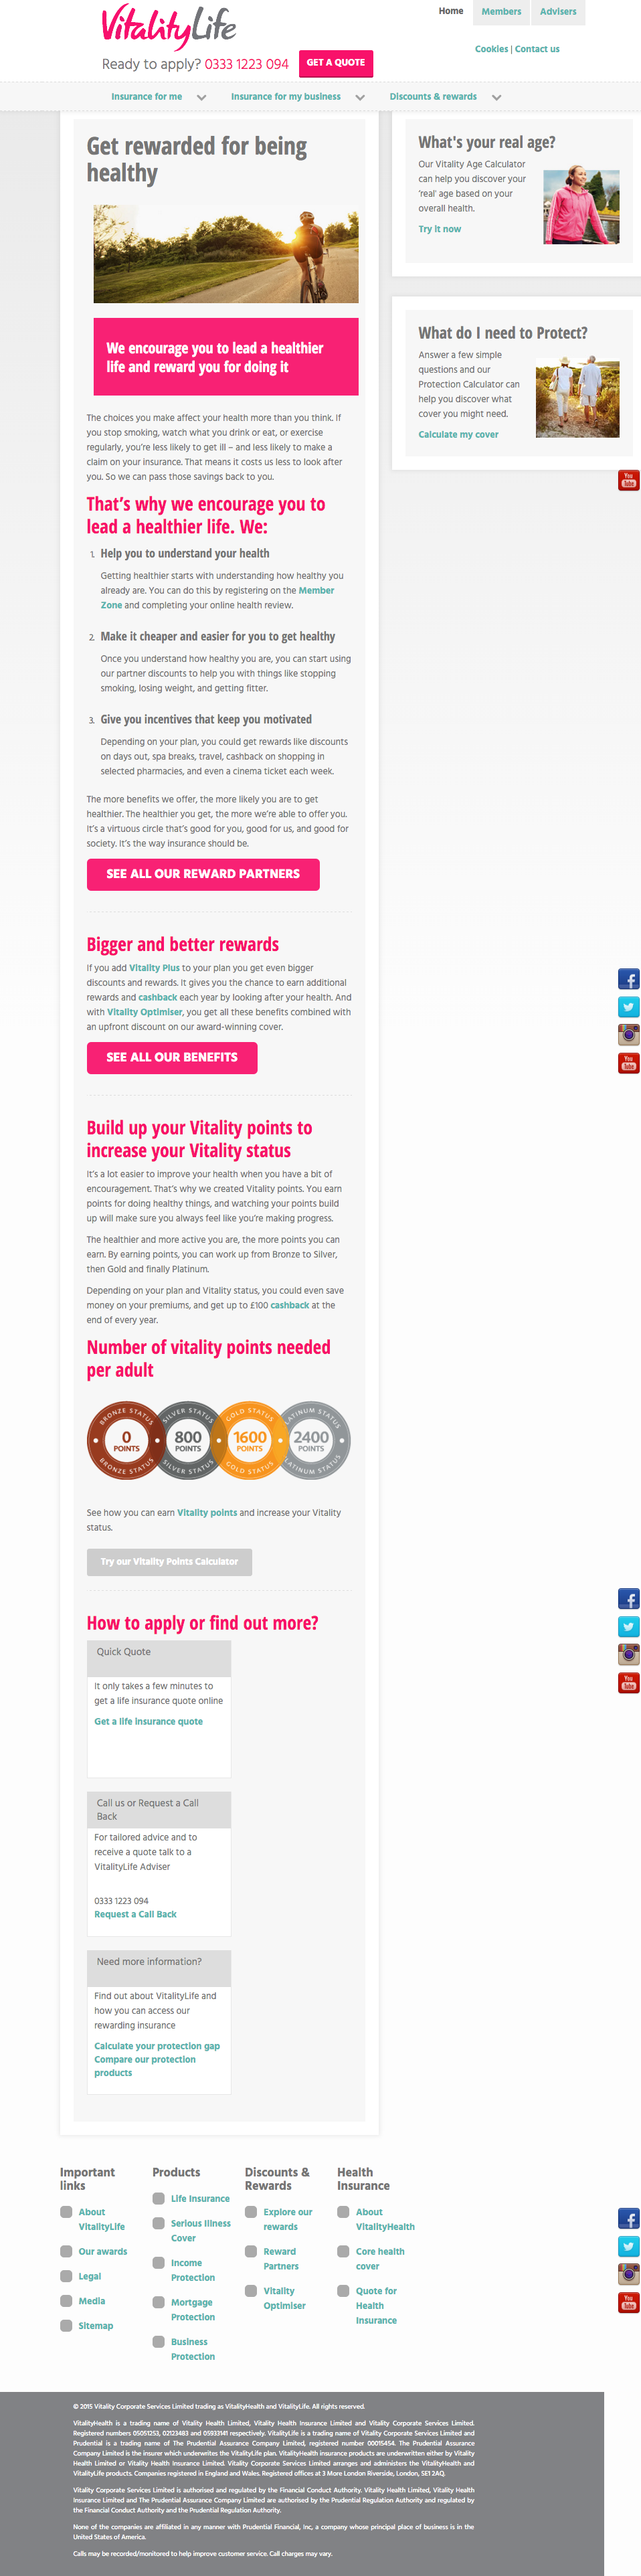 VitalityLife
Home
Members
Advisers
Cookies | Contact us
Ready to apply? 0333 1223 094
GET A QUOTE
Insurance for me
Insurance for my business
Discounts & rewards
Get rewarded for being
healthy
We encourage you to lead a healthier
life and reward you for doing it
The choices you make affect your health more than you think. If
you stop smoking, watch what you drink or eat, or exercise
regularly, you're less likely to get ill – and less likely to make a
claim on your insurance. That means it costs us less to look after
you. So we can pass those savings back to you.
That's why we encourage you to
lead a healthier life. We:
1. Help you to understand your health
Getting healthier starts with understanding how healthy you
already are. You can do this by registering on the Member
Zone and completing your online health review.
2. Make it cheaper and easier for you to get healthy
Once you understand how healthy you are, you can start using
our partner discounts to help you with things like stopping
smoking, losing weight, and getting fitter.
3. Give you incentives that keep you motivated
Depending on your plan, you could get rewards like discounts
on days out, spa breaks, travel, cashback on shopping in
selected pharmacies, and even a cinema ticket each week.
The more benefits we offer, the more likely you are to get
healthier. The healthier you get, the more we're able to offer you.
It's a virtuous circle that's good for you, good for us, and good for
society. It's the way insurance should be.
SEE ALL OUR REWARD PARTNERS
Bigger and better rewards
If you add Vitality Plus to your plan you get even bigger
discounts and rewards. It gives you the chance to earn additional
rewards and cashback each year by looking after your health. And
with Vitality Optimiser, you get all these benefits combined with
an upfront discount on our award-winning cover.
SEE ALL OUR BENEFITS
Build up your Vitality points to
increase your Vitality status
It's a lot easier to improve your health when you have a bit of
encouragement. That's why we created Vitality points. You earn
points for doing healthy things, and watching your points build
up will make sure you always feel like you're making progress.
The healthier and more active you are, the more points you can
earn. By earning points, you can work up from Bronze to Silver,
then Gold and finally Platinum.
Depending on your plan and Vitality status, you could even save
money on your premiums, and get up to £100 cashback at the
end of every year.
Number of vitality points needed
per adult
BRONZE STATUS
0
POINTS
BRONZE STATUS
SILVER STATUS
800
POINTS
SILVER STATUS
GOLD STATUS
1600
POINTS
GOLD STATUS
PLATINUM STATUS
2400
POINTS
PLATINUM STATUS
See how you can earn Vitality points and increase your Vitality
status.
Try our Vitality Points Calculator
How to apply or find out more?
Quick Quote
It only takes a few minutes to
get a life insurance quote online
Get a life insurance quote
Call us or Request a Call
Back
For tailored advice and to
receive a quote talk to a
VitalityLife Adviser
0333 1223 094
Request a Call Back
Need more information?
Find out about VitalityLife and
how you can access our
rewarding insurance
Calculate your protection gap
Compare our protection
products
What's your real age?
Our Vitality Age Calculator
can help you discover your
'real' age based on your
overall health.
Try it now
What do I need to Protect?
Answer a few simple
questions and our
Protection Calculator can
help you discover what
cover you might need.
Calculate my cover
You
Tube
You
Tube
You
Tube
You
Tube
Important
links
About
VitalityLife
Our awards
Legal
Media
Sitemap
Products
Life Insurance
Serious Illness
Cover
Income
Protection
Mortgage
Protection
Business
Protection
Discounts &
Rewards
Explore our
rewards
Reward
Partners
Vitality
Optimiser
Health
Insurance
About
VitalityHealth
Core health
cover
Quote for
Health
Insurance
© 2015 Vitality Corporate Services Limited trading as VitalityHealth and VitalityLife. All rights reserved.
VitalityHealth is a trading name of Vitality Health Limited, Vitality Health Insurance Limited and Vitality Corporate Services Limited.
Registered numbers 05051253, 02123483 and 05933141 respectively. VitalityLife is a trading name of Vitality Corporate Services Limited and
Prudential is a trading name of The Prudential Assurance Company Limited, registered number 00015454. The Prudential Assurance
Company Limited is the insurer which underwrites the VitalityLife plan. VitalityHealth insurance products are underwritten either by Vitality
Health Limited or Vitality Health Insurance Limited. Vitality Corporate Services Limited arranges and administers the VitalityHealth and
VitalityLife products. Companies registered in England and Wales. Registered offices at 3 More London Riverside, London, SE1 2AQ.
Vitality Corporate Services Limited is authorised and regulated by the Financial Conduct Authority. Vitality Health Limited, Vitality Health
Insurance Limited and The Prudential Assurance Company Limited are authorised by the Prudential Regulation Authority and regulated by
the Financial Conduct Authority and the Prudential Regulation Authority.
None of the companies are affiliated in any manner with Prudential Financial, Inc, a company whose principal place of business is in the
United States of America.
Calls may be recorded/monitored to help improve customer service. Call charges may vary.